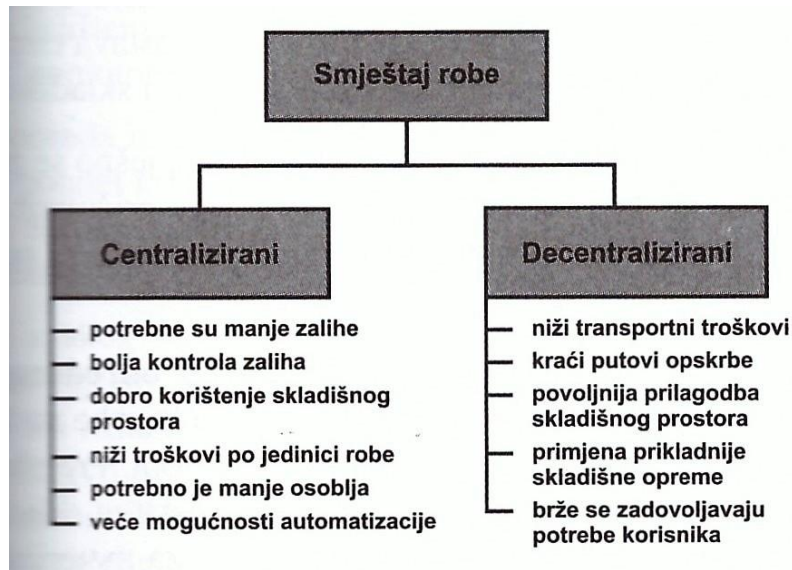 Smještaj robe
Centralizirani
potrebne su manje zalihe
bolja kontrola zaliha
dobro korištenje skladišnog
prostora
niži troškovi po jedinici robe
potrebno je manje osoblja
veće mogućnosti automatizacije
Decentralizirani
niži transportni troškovi
kraći putovi opskrbe
povoljnija prilagodba
skladišnog prostora
primjena prikladnije
skladišne opreme
brže se zadovoljavaju
potrebe korisnika